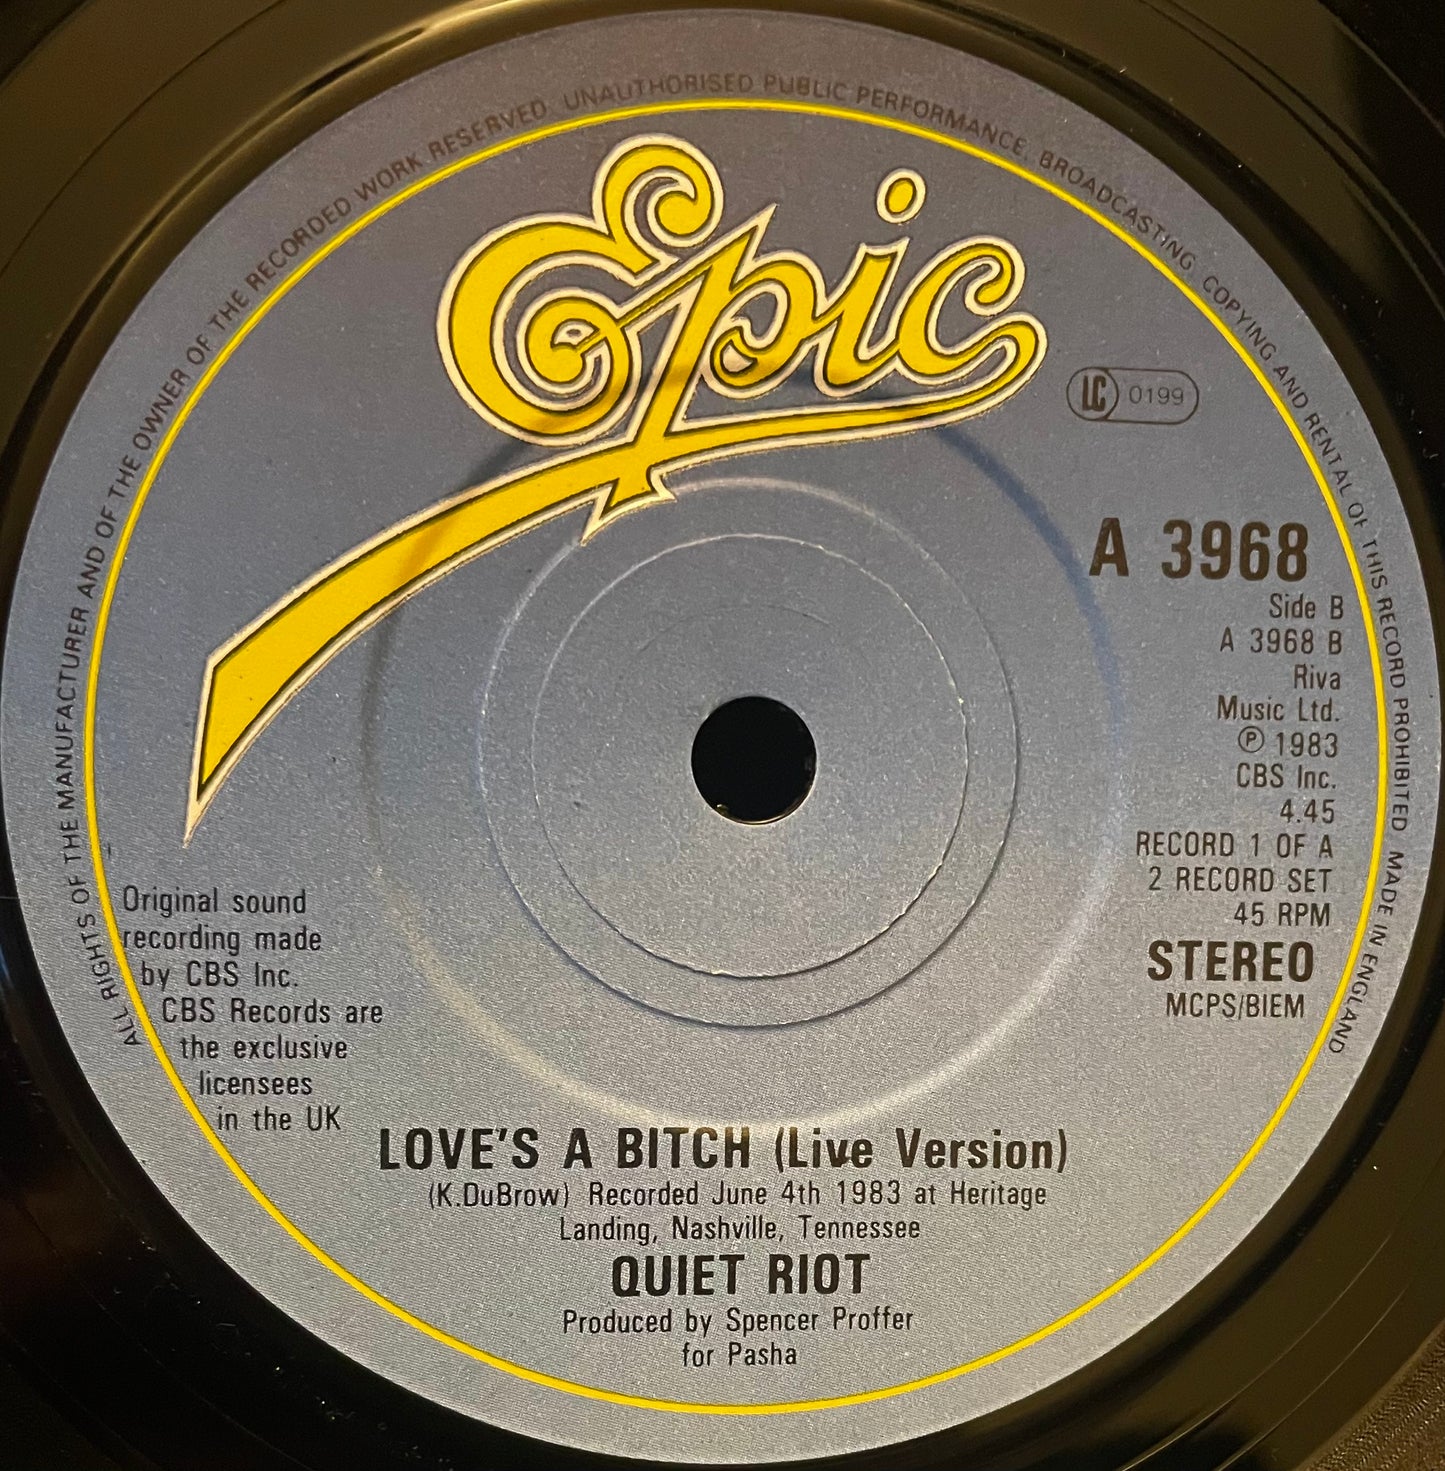 ALL RIGHTS OF THE MANUFACTURER AND OF THE OWNER OF THE RECORDED WORK RESERVED. UNAUTHORISED PUBLIC PERFORMANCE, BROADCASTING, COPYING AND RENTAL OF THIS RECORD PROHIBITED MADE IN ENGLAND
Epic
LC 0199
A 3968
Side B
A 3968 B
Riva
Music Ltd.
℗ 1983
CBS Inc.
4.45
RECORD 1 OF A
2 RECORD SET
45 RPM
STEREO
MCPS/BIEM
Original sound
recording made
by CBS Inc.
CBS Records are
the exclusive
licensees
in the UK
LOVE'S A BITCH (Live Version)
(K.DuBrow) Recorded June 4th 1983 at Heritage
Landing, Nashville, Tennessee
QUIET RIOT
Produced by Spencer Proffer
for Pasha